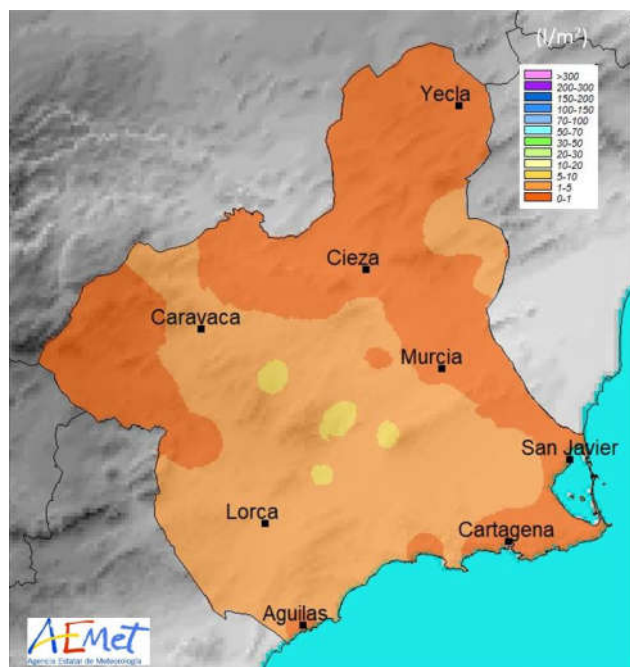 (l/m²)
>300
200-300
150-200
100-150
70-100
50-70
30-50
20-30
10-20
5-10
1-5
0-1
Yecla
Cieza
Caravaca
Murcia
San Javier
Lorca
Cartagena
Aguilas
AEmet
Agencia Estatal de Meteorología